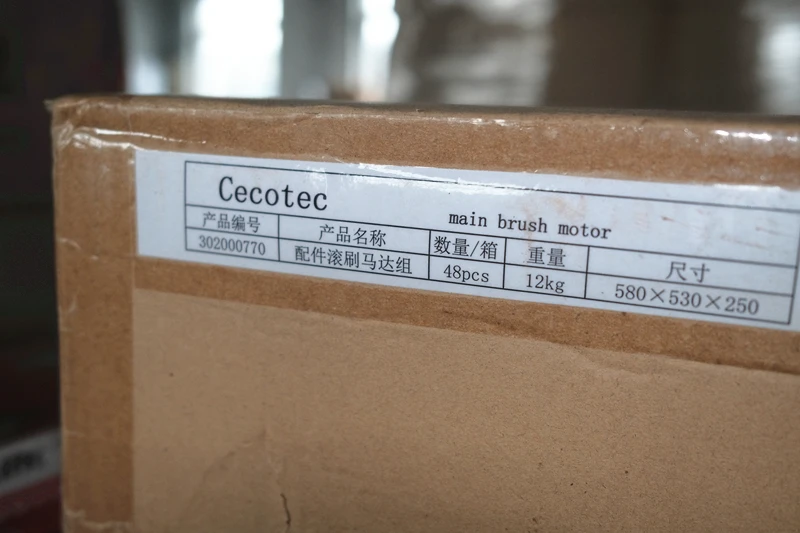 Cecotec main brush motor
产品编号 产品名称 数量/箱 重量 尺寸
302000770 配件滚刷马达组 48pcs 12kg 580×530×250